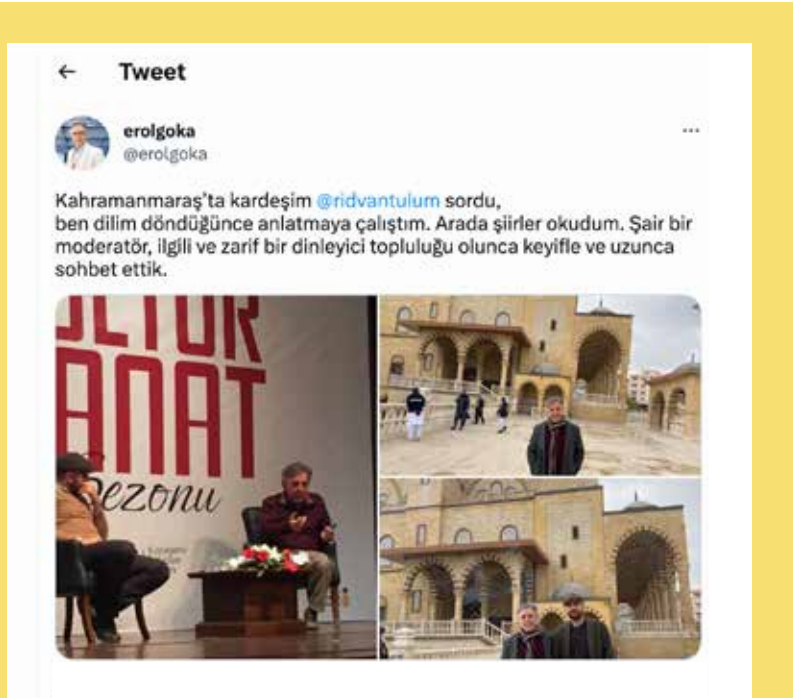 ← Tweet
erolgoka
@erolgoka
Kahramanmaraş'ta kardeşim @ridvantulum sordu,
ben dilim döndüğünce anlatmaya çalıştım. Arada şiirler okudum. Şair bir
moderatör, ilgili ve zarif bir dinleyici topluluğu olunca keyifle ve uzunca
sohbet ettik.
ANAT
ezonu